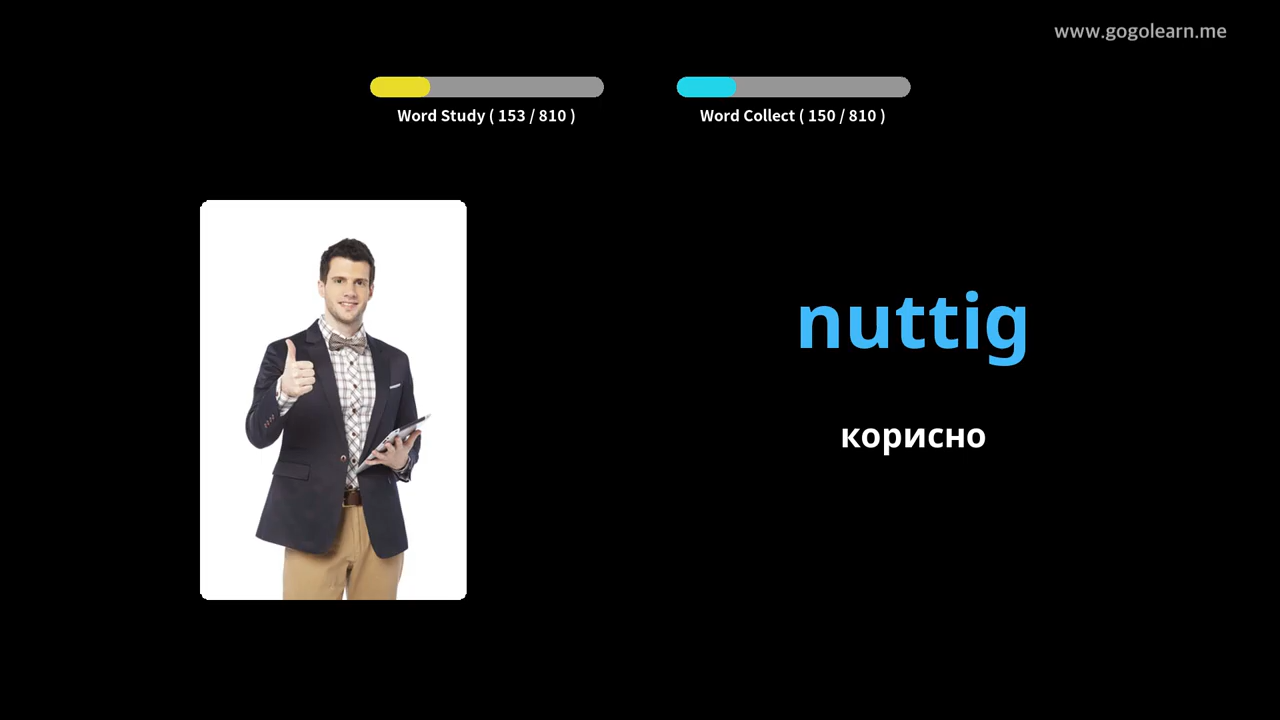 www.gogolearn.me
Word Study ( 153 / 810 )
Word Collect ( 150 / 810 )
nuttig
корисно